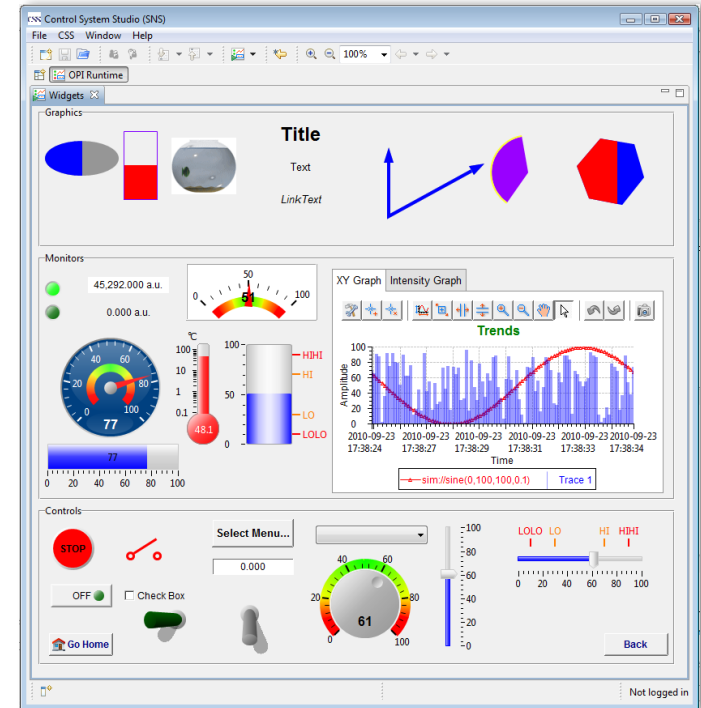 CSS Control System Studio (SNS)
File CSS Window Help
100%
OPI Runtime
Widgets
Graphics
Title
Text
LinkText
Monitors
45,292.000 a.u.
0.000 a.u.
0 50 100
51
0 20 40 60 80 100
77
°C
100
10
1
0.1
48.1
100
50
0
HIHI
HI
LO
LOLO
77
0 20 40 60 80 100
XY Graph Intensity Graph
Trends
Amplitude
100
80
60
40
20
0
2010-09-23 2010-09-23 2010-09-23 2010-09-23 2010-09-23 2010-09-23
17:38:24 17:38:27 17:38:29 17:38:31 17:38:33 17:38:34
Time
sim://sine(0,100,100,0.1) Trace 1
Controls
STOP
Select Menu...
0.000
OFF
Check Box
Go Home
0 20 40 60 80 100
61
100
80
60
40
20
0
LOLO LO HI HIHI
0 20 40 60 80 100
Back
Not logged in